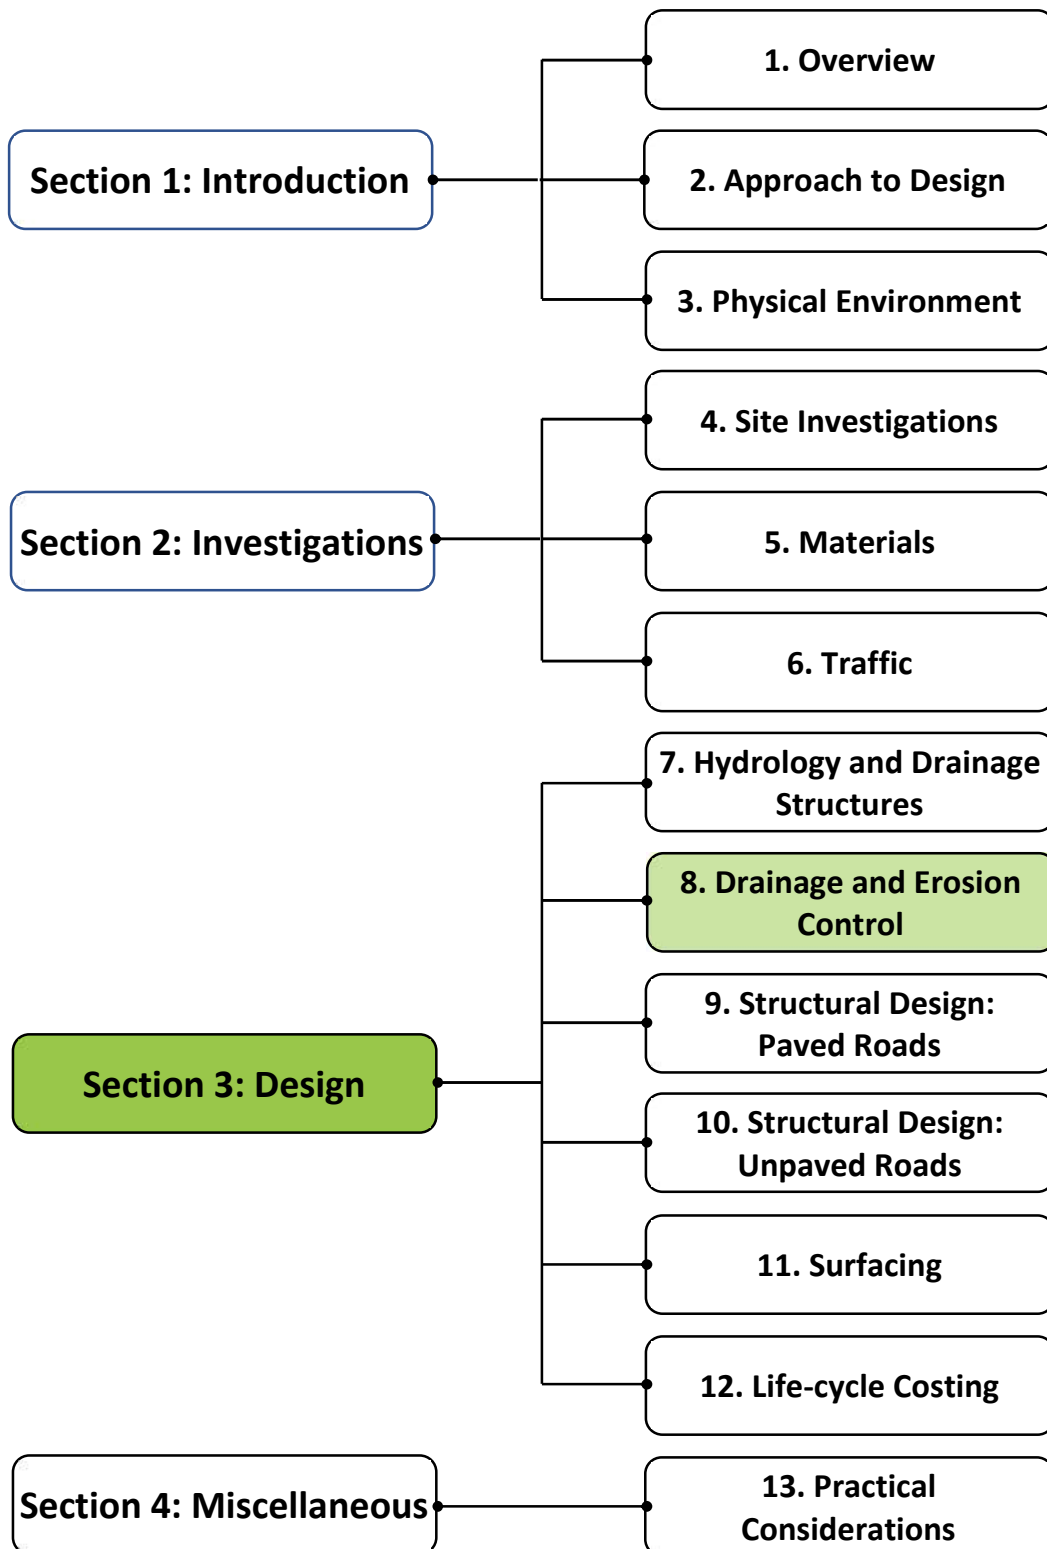 1. Overview
Section 1: Introduction
2. Approach to Design
3. Physical Environment
4. Site Investigations
Section 2: Investigations
5. Materials
6. Traffic
7. Hydrology and Drainage
Structures
8. Drainage and Erosion
Control
9. Structural Design:
Paved Roads
Section 3: Design
10. Structural Design:
Unpaved Roads
11. Surfacing
12. Life-cycle Costing
Section 4: Miscellaneous
13. Practical
Considerations